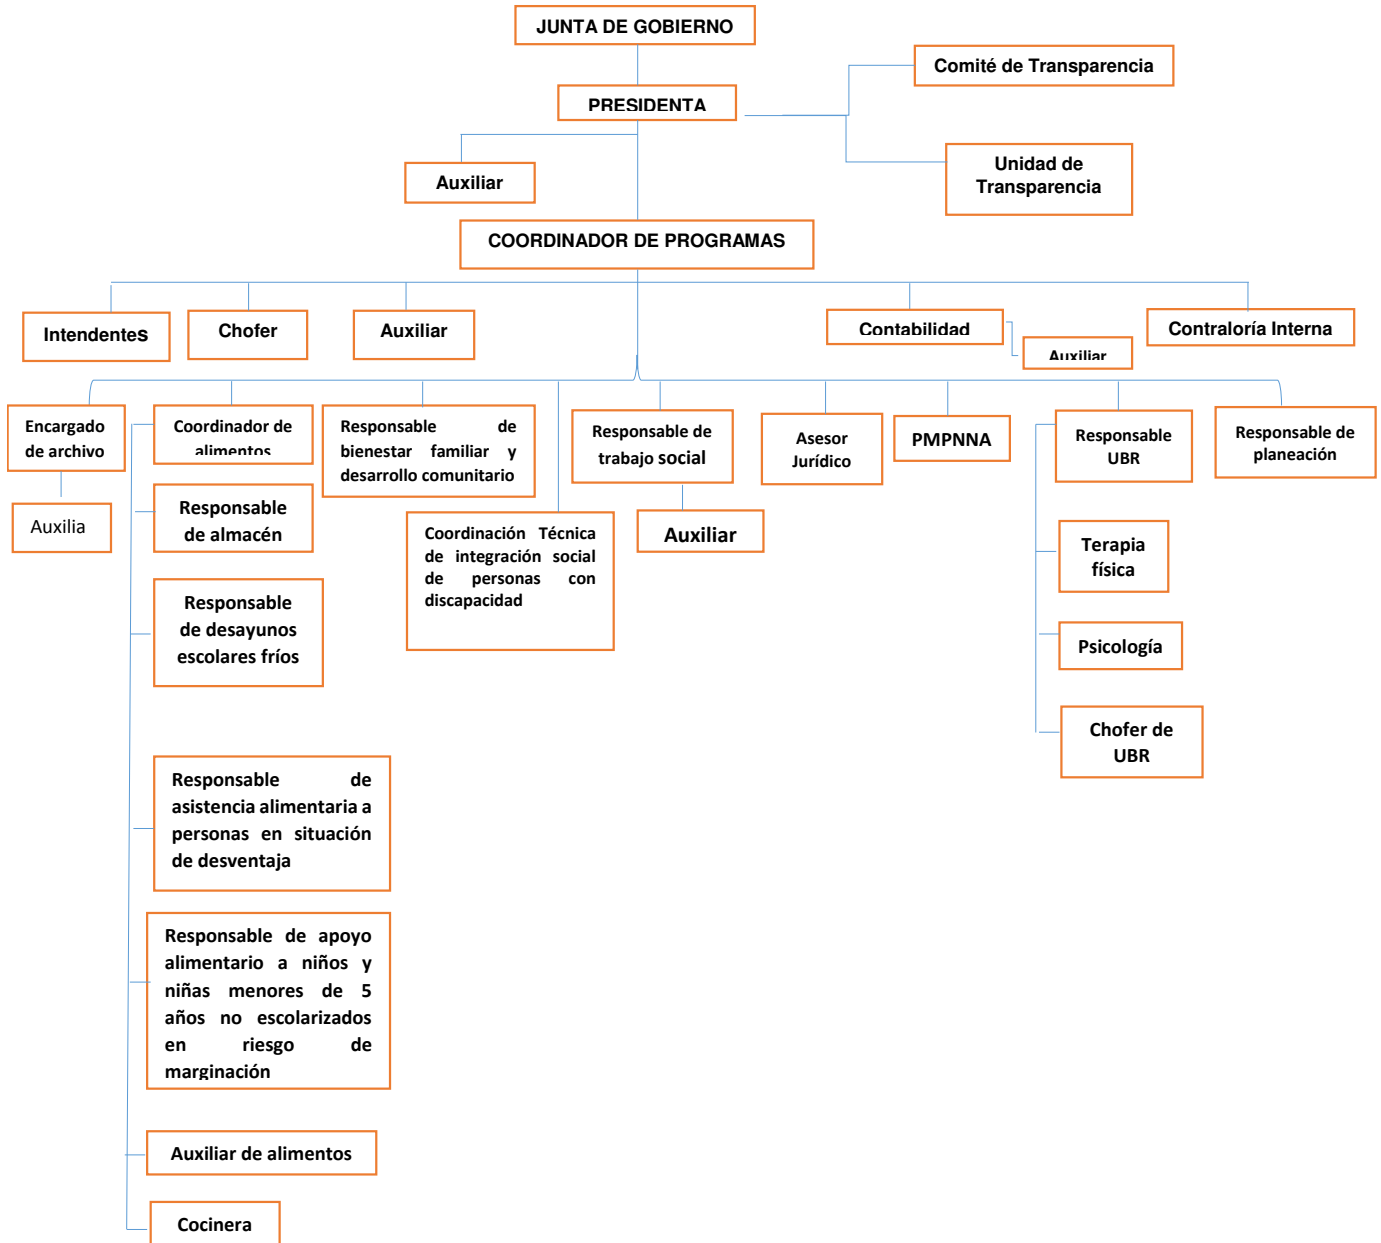 JUNTA DE GOBIERNO
Comité de Transparencia
PRESIDENTA
Unidad de
Transparencia
Auxiliar
COORDINADOR DE PROGRAMAS
Intendentes
Chofer
Auxiliar
Contabilidad
Contraloría Interna
Auxiliar
Encargado
de archivo
Coordinador de
alimentos
Responsable de
bienestar familiar y
desarrollo comunitario
Responsable de
trabajo social
Asesor
Jurídico
PMPNNA
Responsable
UBR
Responsable de
planeación
Auxilia
Responsable
de almacén
Coordinación Técnica
de integración social
de personas con
discapacidad
Auxiliar
Terapia
física
Responsable
de desayunos
escolares fríos
Psicología
Chofer de
UBR
Responsable de
asistencia alimentaria a
personas en situación
de desventaja
Responsable de apoyo
alimentario a niños y
niñas menores de 5
años no escolarizados
en riesgo de
marginación
Auxiliar de alimentos
Cocinera